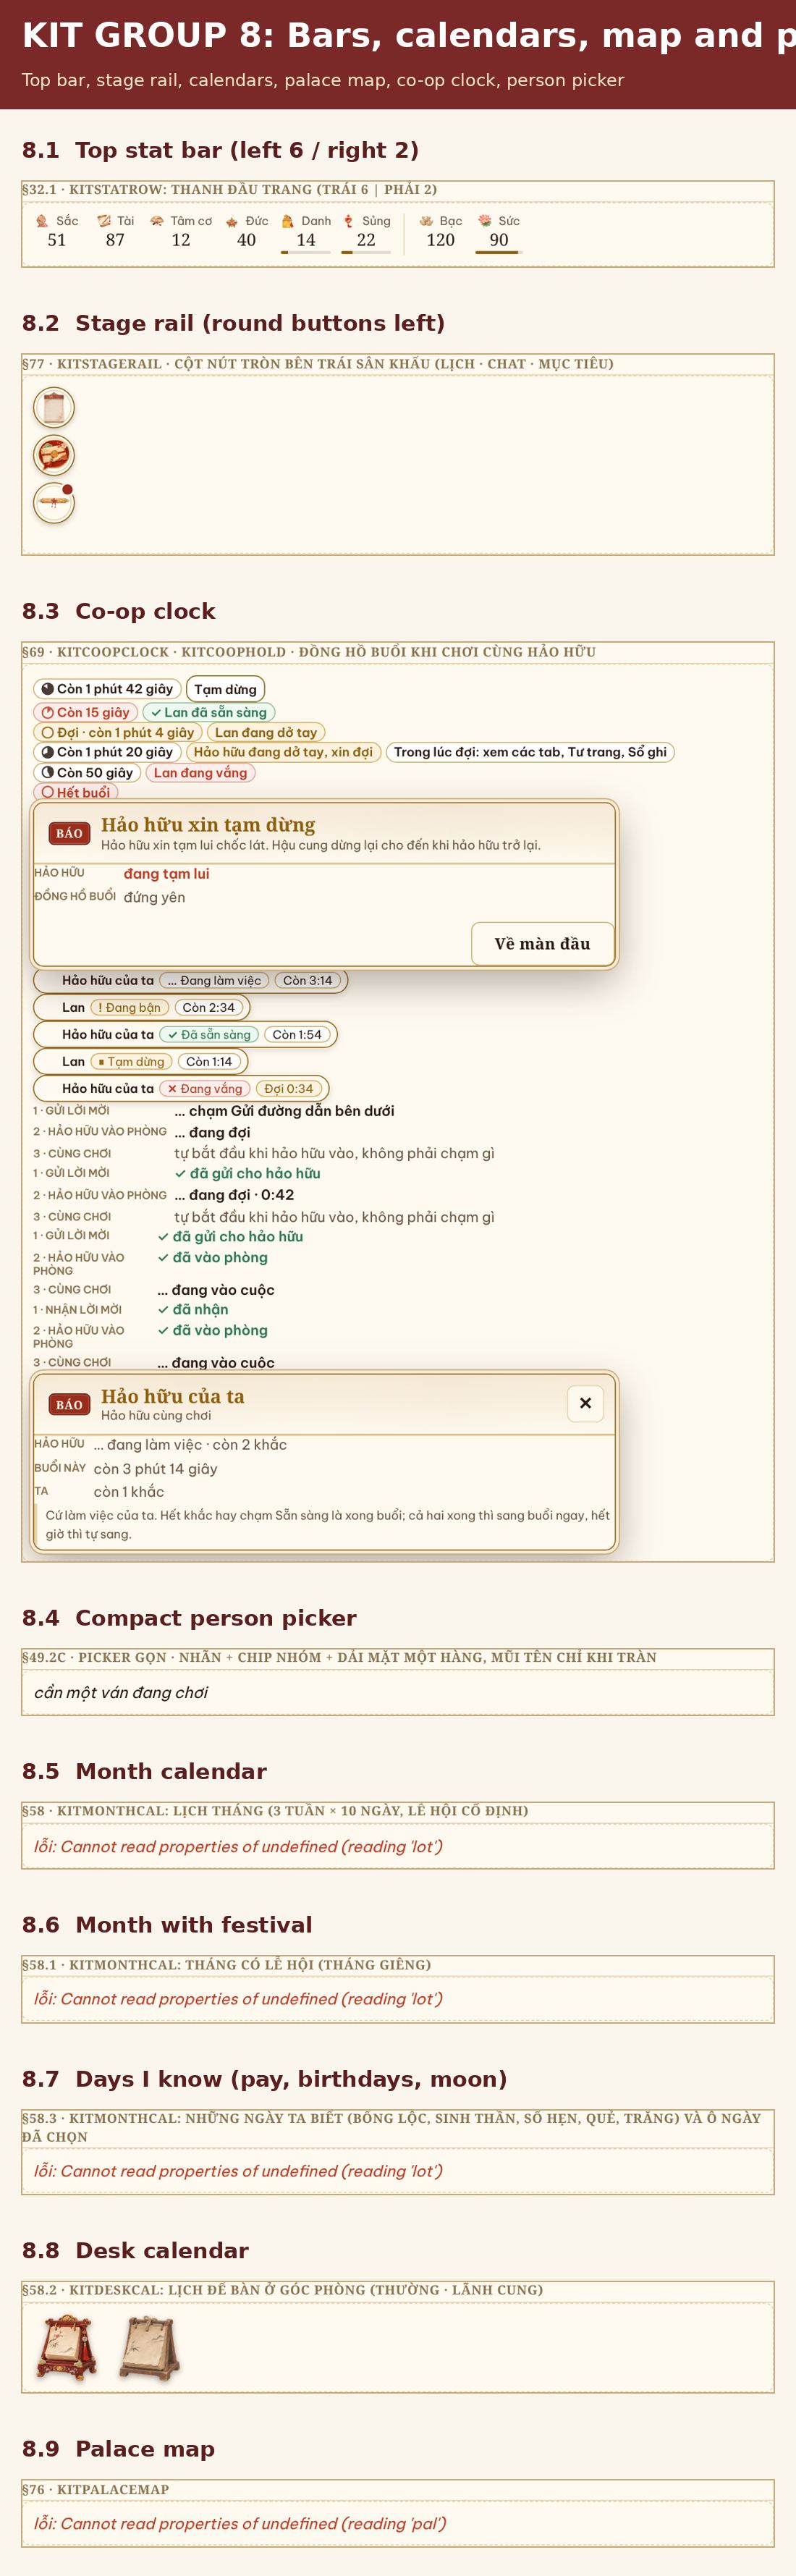 KIT GROUP 8: Bars, calendars, map and p
Top bar, stage rail, calendars, palace map, co-op clock, person picker
8.1 Top stat bar (left 6 / right 2)
§32.1 · KITSTATROW: THANH ĐẦU TRANG (TRÁI 6 | PHẢI 2)
Sắc Tài Tâm cơ Đức Danh Sủng Bạc Sức
51 87 12 40 14 22 120 90
8.2 Stage rail (round buttons left)
§77 · KITSTAGERAIL · CỘT NÚT TRÒN BÊN TRÁI SÂN KHẤU (LỊCH · CHAT · MỤC TIÊU)
8.3 Co-op clock
§69 · KITCOOPCLOCK · KITCOOPHOLD · ĐỒNG HỒ BUỔI KHI CHƠI CÙNG HẢO HỮU
Còn 1 phút 42 giây Tạm dừng
Còn 15 giây ✓ Lan đã sẵn sàng
Đợi · còn 1 phút 4 giây Lan đang dở tay
Còn 1 phút 20 giây Hảo hữu đang dở tay, xin đợi Trong lúc đợi: xem các tab, Tư trang, Sổ ghi
Còn 50 giây Lan đang vắng
Hết buổi
BÁO Hảo hữu xin tạm dừng
Hảo hữu xin tạm lui chốc lát. Hậu cung dừng lại cho đến khi hảo hữu trở lại.
HẢO HỮU đang tạm lui
ĐỒNG HỒ BUỔI đứng yên
Về màn đầu
Hảo hữu của ta … Đang làm việc Còn 3:14
Lan ! Đang bận Còn 2:34
Hảo hữu của ta ✓ Đã sẵn sàng Còn 1:54
Lan ⏸ Tạm dừng Còn 1:14
Hảo hữu của ta ✕ Đang vắng Đợi 0:34
1 · GỬI LỜI MỜI … chạm Gửi đường dẫn bên dưới
2 · HẢO HỮU VÀO PHÒNG … đang đợi
3 · CÙNG CHƠI tự bắt đầu khi hảo hữu vào, không phải chạm gì
1 · GỬI LỜI MỜI ✓ đã gửi cho hảo hữu
2 · HẢO HỮU VÀO PHÒNG … đang đợi · 0:42
3 · CÙNG CHƠI tự bắt đầu khi hảo hữu vào, không phải chạm gì
1 · GỬI LỜI MỜI ✓ đã gửi cho hảo hữu
2 · HẢO HỮU VÀO ✓ đã vào phòng
PHÒNG
3 · CÙNG CHƠI … đang vào cuộc
1 · NHẬN LỜI MỜI ✓ đã nhận
2 · HẢO HỮU VÀO ✓ đã vào phòng
PHÒNG
3 · CÙNG CHƠI … đang vào cuộc
BÁO Hảo hữu của ta ✕
Hảo hữu cùng chơi
HẢO HỮU … đang làm việc · còn 2 khắc
BUỔI NÀY còn 3 phút 14 giây
TA còn 1 khắc
Cứ làm việc của ta. Hết khắc hay chạm Sẵn sàng là xong buổi; cả hai xong thì sang buổi ngay, hết
giờ thì tự sang.
8.4 Compact person picker
§49.2C · PICKER GỌN · NHÃN + CHIP NHÓM + DẢI MẶT MỘT HÀNG, MŨI TÊN CHỈ KHI TRÀN
cần một ván đang chơi
8.5 Month calendar
§58 · KITMONTHCAL: LỊCH THÁNG (3 TUẦN × 10 NGÀY, LỄ HỘI CỐ ĐỊNH)
lỗi: Cannot read properties of undefined (reading 'lot')
8.6 Month with festival
§58.1 · KITMONTHCAL: THÁNG CÓ LỄ HỘI (THÁNG GIÊNG)
lỗi: Cannot read properties of undefined (reading 'lot')
8.7 Days I know (pay, birthdays, moon)
§58.3 · KITMONTHCAL: NHỮNG NGÀY TA BIẾT (BỔNG LỘC, SINH THẦN, SỔ HẸN, QUẺ, TRĂNG) VÀ Ô NGÀY
ĐÃ CHỌN
lỗi: Cannot read properties of undefined (reading 'lot')
8.8 Desk calendar
§58.2 · KITDESKCAL: LỊCH ĐỂ BÀN Ở GÓC PHÒNG (THƯỜNG · LÃNH CUNG)
8.9 Palace map
§76 · KITPALACEMAP
lỗi: Cannot read properties of undefined (reading 'pal')